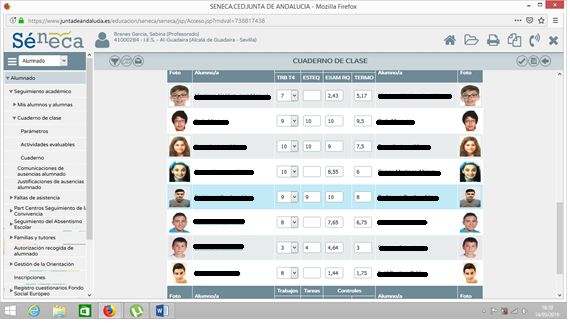 SENECA.CED.JUNTA DE ANDALUCIA - Mozilla Firefox
https://www.juntadeandalucia.es/educacion/seneca/seneca/jsp/Acceso.jsp?rndval=738817438
Séneca
Brenes García, Sabina (Profesorado)
41000284 - I.E.S. - Al-Guadaíra (Alcalá de Guadaíra - Sevilla)
Alumnado
CUADERNO DE CLASE
Alumnado
Seguimiento académico
Mis alumnos y alumnas
Cuaderno de clase
Parámetros
Actividades evaluables
Cuaderno
Comunicaciones de ausencias alumnado
Justificaciones de ausencias alumnado
Faltas de asistencia
Part Centros Seguimiento de la Convivencia
Seguimiento del Absentismo Escolar
Familias y tutores
Autorización recogida de alumnado
Gestión de la Orientación
Inscripciones
Registro cuestionarios Fondo Social Europeo
Foto Alumno/a TRB T4 ESTEQ EXAM RQ TERMO Alumno/a Foto
7 2,43 5,17
9 10 10 9,5
10 10 9 7,5
10 8,55 6
9 9 10 8
8 7,65 6,75
3 4 4,64 3
8 1,44 1,75
Foto Alumno/a Trabajos Tareas Controles Alumno/a Foto
18:10
14/05/2019